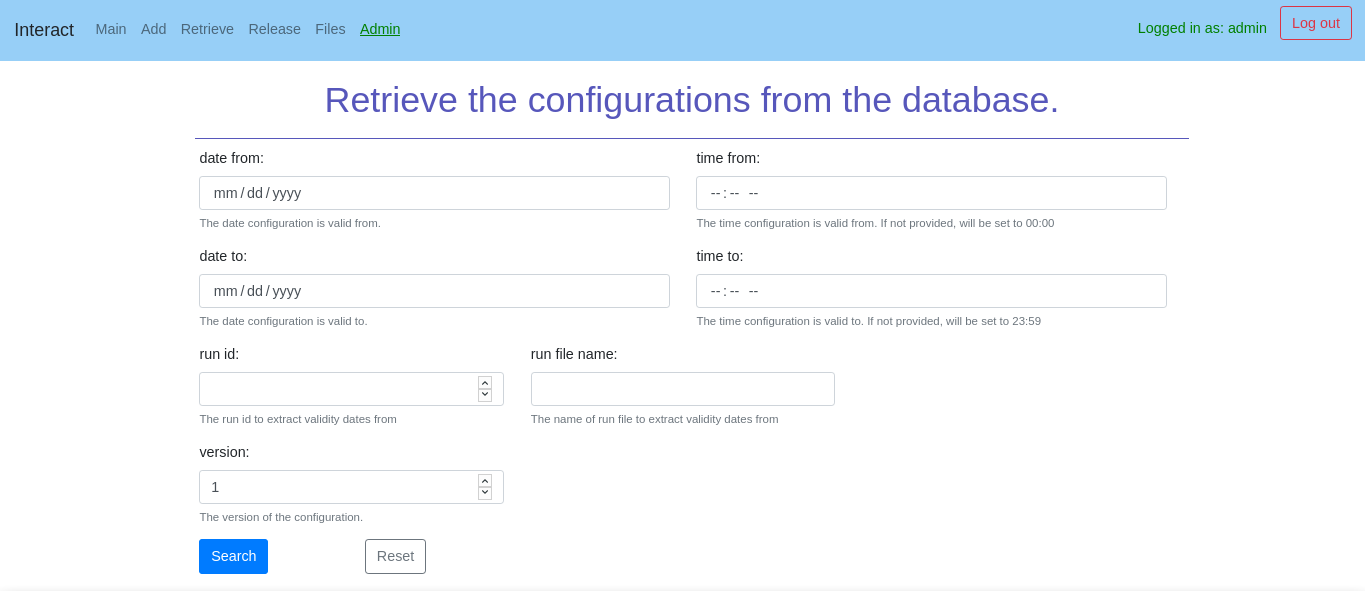 Interact Main Add Retrieve Release Files Admin Logged in as: admin Log out
Retrieve the configurations from the database.
date from: time from:
mm/dd/yyyy --:-- --
The date configuration is valid from. The time configuration is valid from. If not provided, will be set to 00:00
date to: time to:
mm/dd/yyyy --:-- --
The date configuration is valid to. The time configuration is valid to. If not provided, will be set to 23:59
run id: run file name:
The run id to extract validity dates from The name of run file to extract validity dates from
version:
1
The version of the configuration.
Search Reset